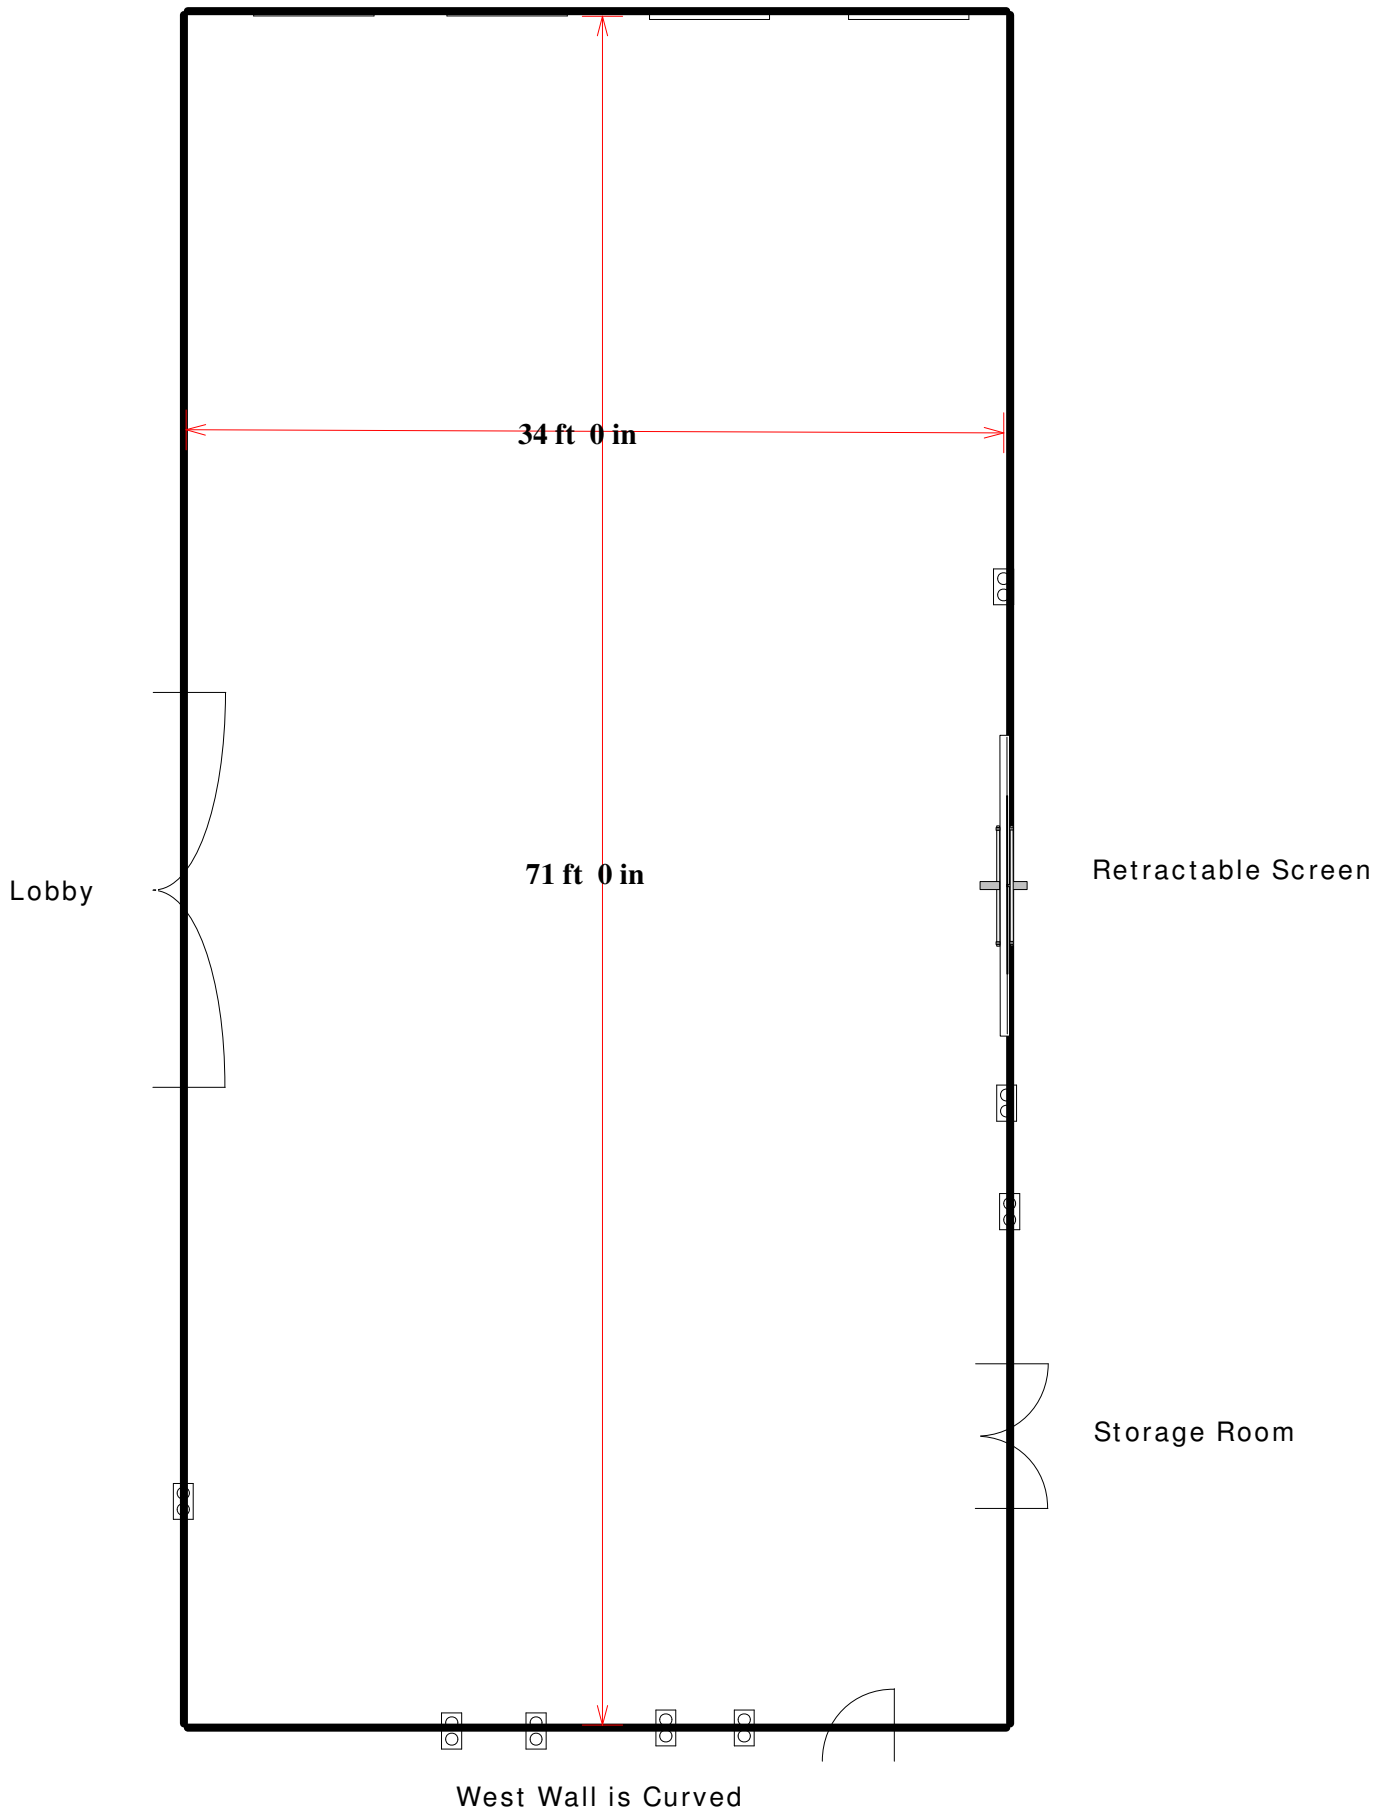 34 ft 0 in
Retractable Screen
71 ft 0 in
Lobby
Storage Room
West Wall is Curved